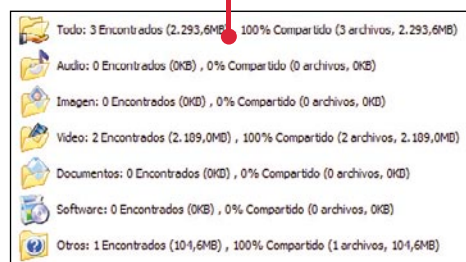 Todo: 3 Encontrados (2.293,6MB) , 100% Compartido (3 archivos, 2.293,6MB)
Audio: 0 Encontrados (0KB) , 0% Compartido (0 archivos, 0KB)
Imagen: 0 Encontrados (0KB) , 0% Compartido (0 archivos, 0KB)
Video: 2 Encontrados (2.189,0MB) , 100% Compartido (2 archivos, 2.189,0MB)
Documentos: 0 Encontrados (0KB) , 0% Compartido (0 archivos, 0KB)
Software: 0 Encontrados (0KB) , 0% Compartido (0 archivos, 0KB)
Otros: 1 Encontrados (104,6MB) , 100% Compartido (1 archivos, 104,6MB)